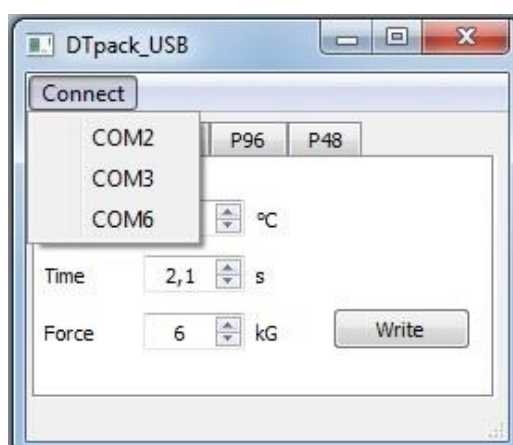 DTpack_USB
Connect
COM2
P96 P48
COM3
COM6
°C
Time 2,1 s
Force 6 kG Write